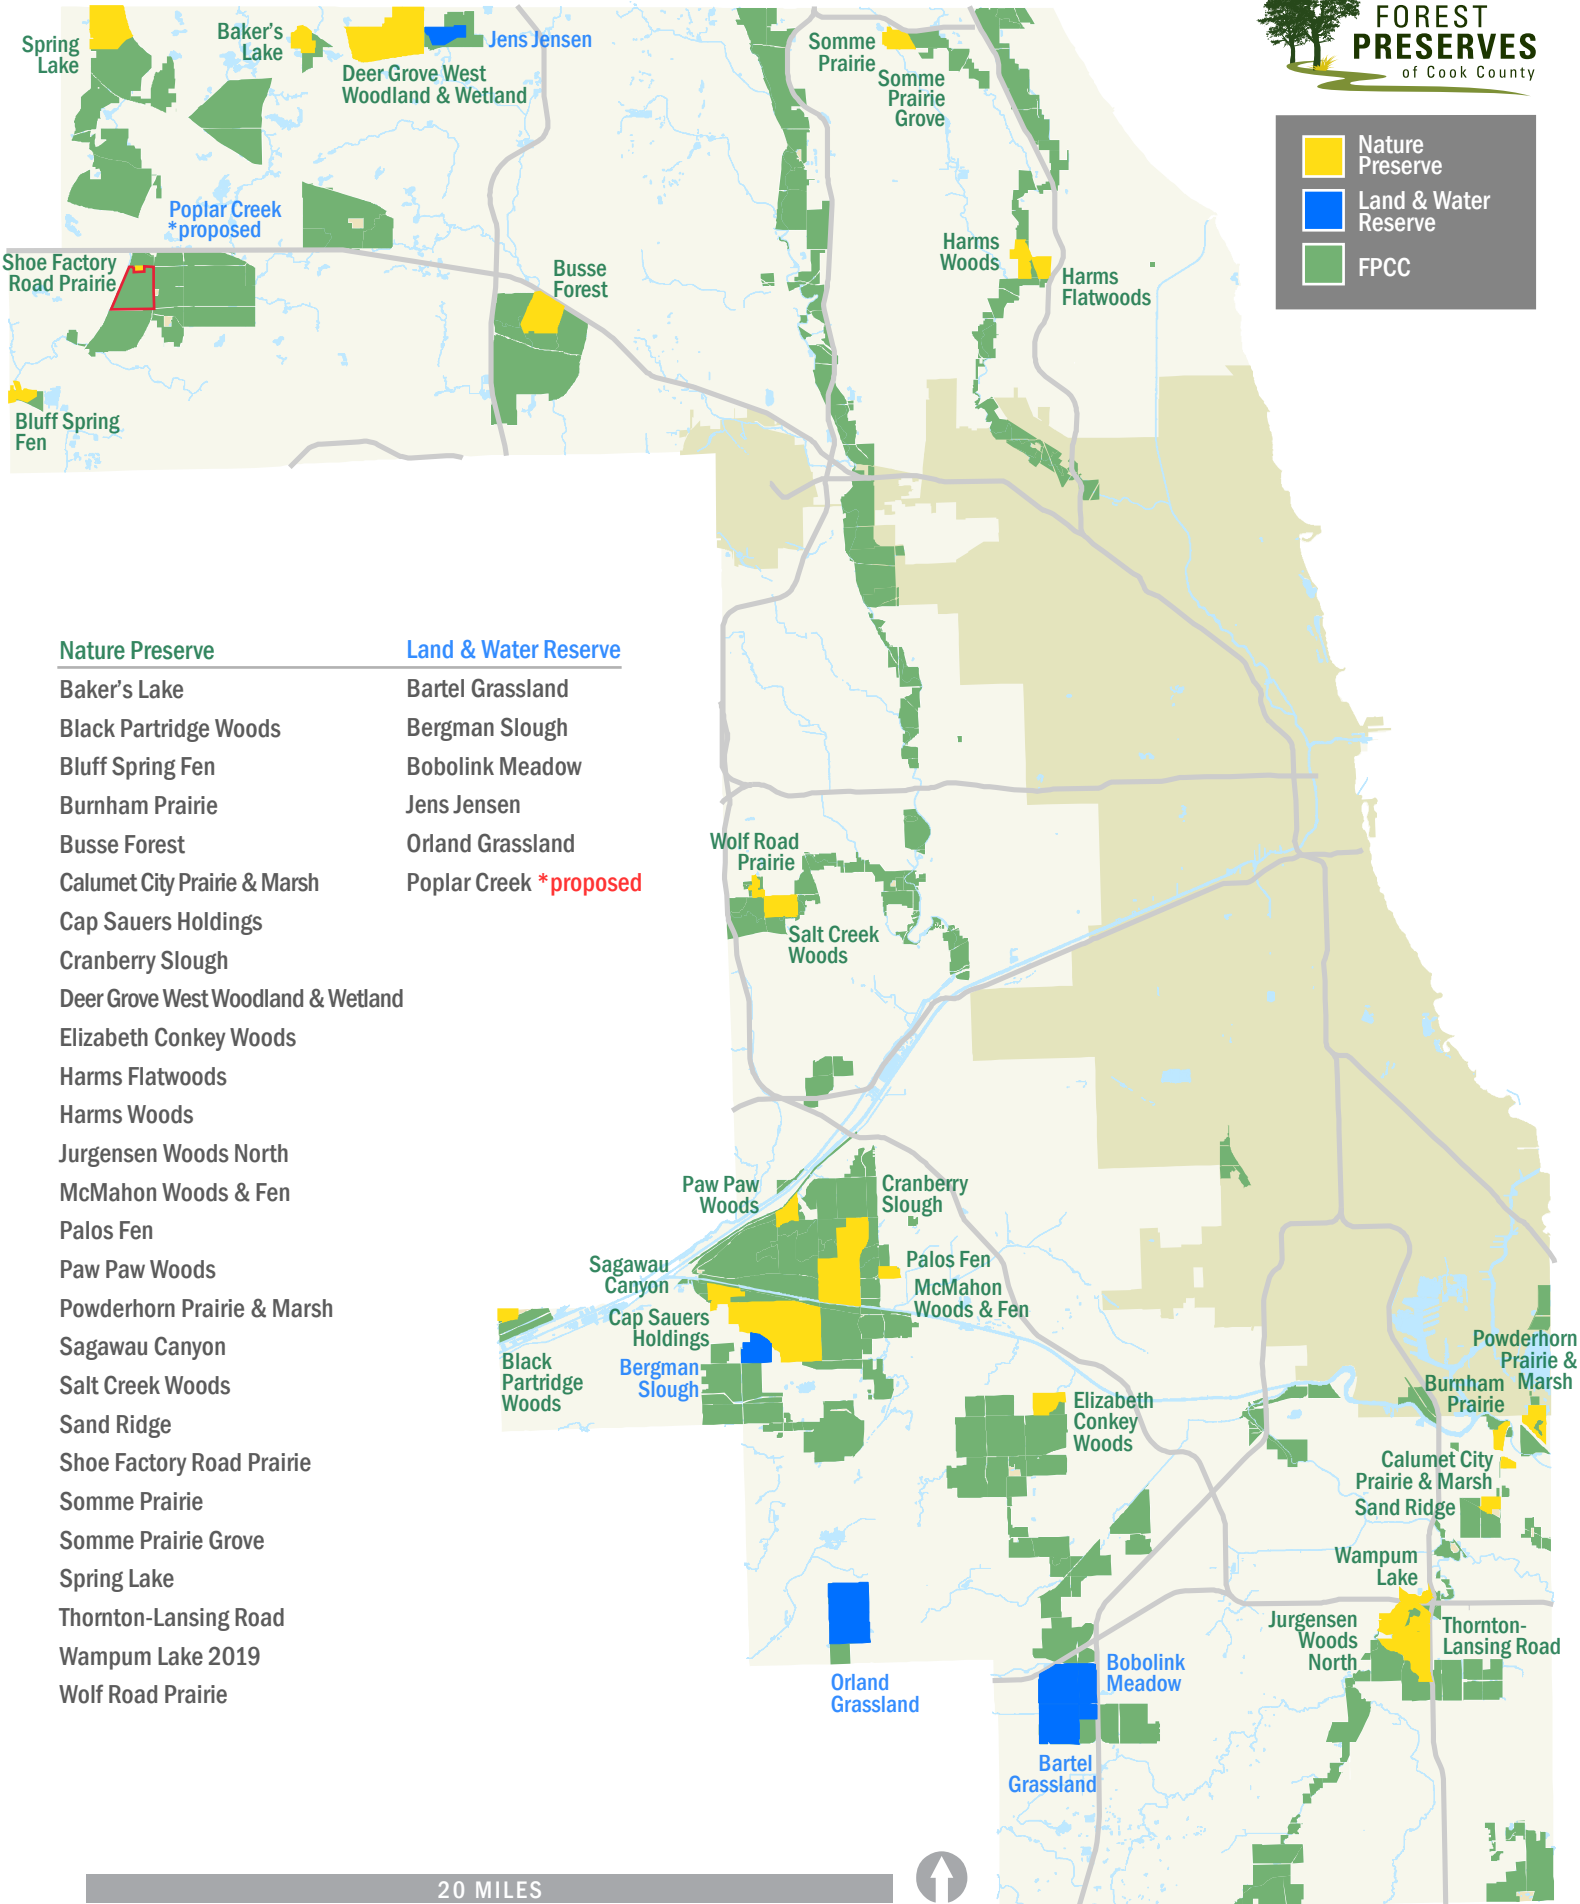 FOREST
PRESERVES
of Cook County
Nature
Preserve
Land & Water
Reserve
FPCC
Spring
Lake
Baker's
Lake
Deer Grove West
Woodland & Wetland
Jens Jensen
Somme
Prairie
Somme
Prairie
Grove
Poplar Creek
*proposed
Shoe Factory
Road Prairie
Busse
Forest
Harms
Woods
Harms
Flatwoods
Bluff Spring
Fen
Nature Preserve
Baker's Lake
Black Partridge Woods
Bluff Spring Fen
Burnham Prairie
Busse Forest
Calumet City Prairie & Marsh
Cap Sauers Holdings
Cranberry Slough
Deer Grove West Woodland & Wetland
Elizabeth Conkey Woods
Harms Flatwoods
Harms Woods
Jurgensen Woods North
McMahon Woods & Fen
Palos Fen
Paw Paw Woods
Powderhorn Prairie & Marsh
Sagawau Canyon
Salt Creek Woods
Sand Ridge
Shoe Factory Road Prairie
Somme Prairie
Somme Prairie Grove
Spring Lake
Thornton-Lansing Road
Wampum Lake 2019
Wolf Road Prairie
Land & Water Reserve
Bartel Grassland
Bergman Slough
Bobolink Meadow
Jens Jensen
Orland Grassland
Poplar Creek *proposed
Wolf Road
Prairie
Salt Creek
Woods
Paw Paw
Woods
Cranberry
Slough
Sagawau
Canyon
Palos Fen
McMahon
Woods & Fen
Cap Sauers
Holdings
Bergman
Slough
Black
Partridge
Woods
Elizabeth
Conkey
Woods
Powderhorn
Prairie &
Marsh
Burnham
Prairie
Calumet City
Prairie & Marsh
Sand Ridge
Wampum
Lake
Jurgensen
Woods
North
Thornton-
Lansing Road
Orland
Grassland
Bobolink
Meadow
Bartel
Grassland
20 MILES